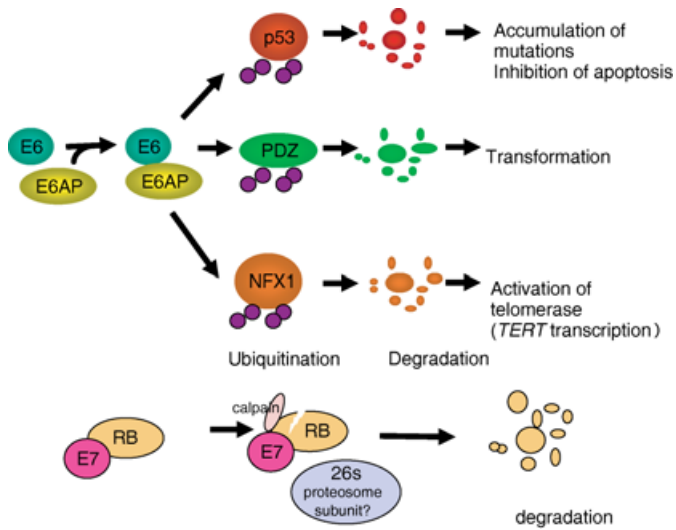 p53
Accumulation of
mutations
Inhibition of apoptosis
E6
E6AP
E6
E6AP
PDZ
Transformation
NFX1
Activation of
telomerase
(TERT transcription)
Ubiquitination
Degradation
RB
E7
calpain
RB
E7
26s
proteosome
subunit?
degradation